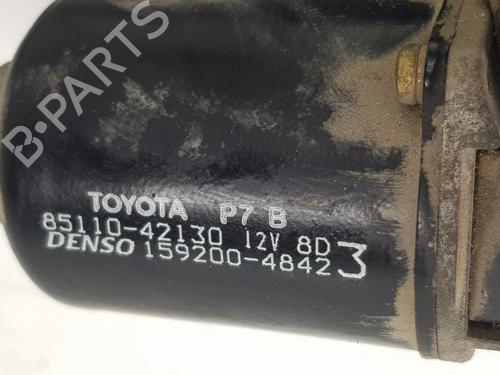 B-PARTS
TOYOTA P7 B
85110-42130 12V 8D
DENSO 159200-4842 3